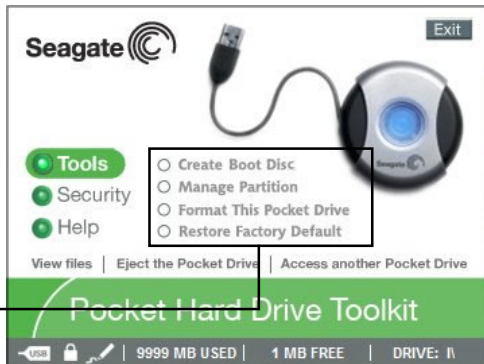 Exit
Seagate
Seagate
Tools
Create Boot Disc
Security
Manage Partition
Format This Pocket Drive
Help
Restore Factory Default
View files | Eject the Pocket Drive | Access another Pocket Drive
Pocket Hard Drive Toolkit
USB | 9999 MB USED | 1 MB FREE | DRIVE: